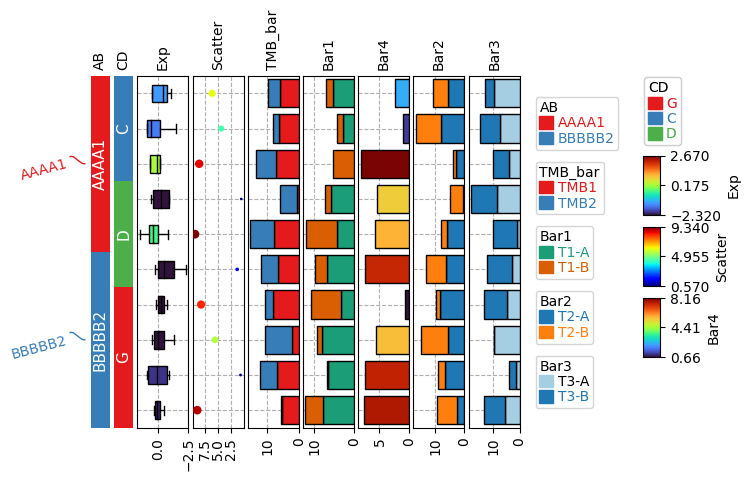 AB
CD
Exp
Scatter
TMB_bar
Bar1
Bar4
Bar2
Bar3
AAAA1
BBBBB2
AAAA1
BBBBB2
C
D
G
0.0
−2.5
7.5
5.0
2.5
10
0
10
0
5
0
10
0
10
0
AB
AAAA1
BBBBB2
TMB_bar
TMB1
TMB2
Bar1
T1-A
T1-B
Bar2
T2-A
T2-B
Bar3
T3-A
T3-B
CD
G
C
D
2.670
0.175
−2.320
Exp
9.340
4.955
0.570
Scatter
8.16
4.41
0.66
Bar4